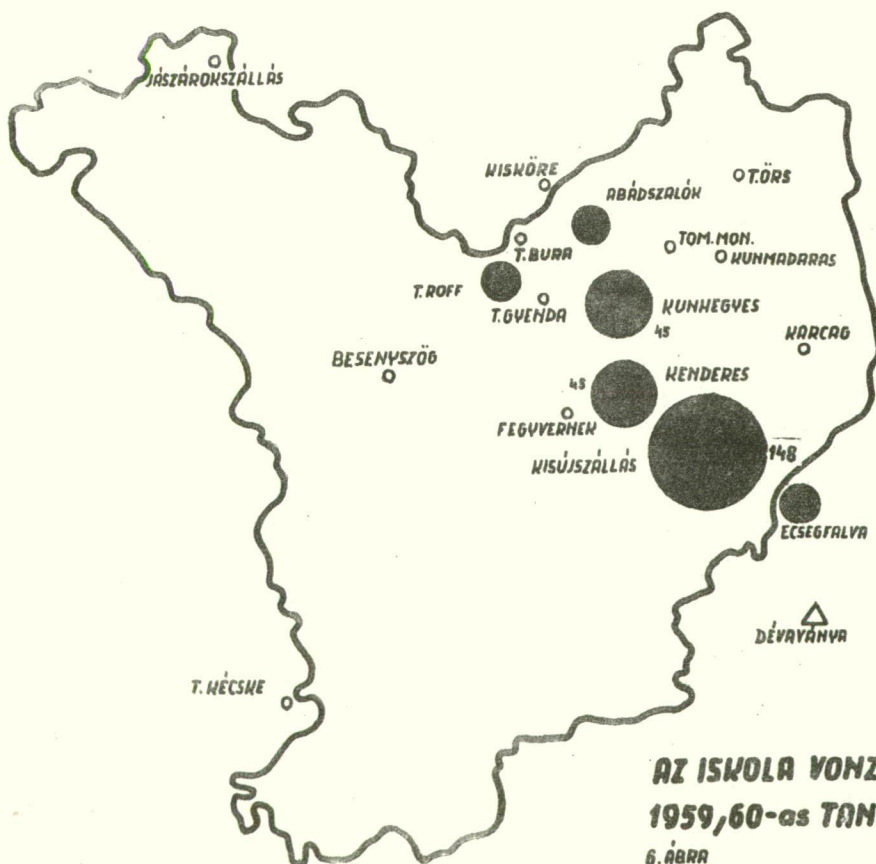 JÁSZÁROKSZÁLLÁS
KISKÖRE
T.ÖRS
ABÁDSZALÓK
T.BURA
TOM.MON.
KUNMADARAS
T.ROFF
T.GYENDA
KUNHEGYES
45
KARCAG
BESENYSZÖG
KENDERES
45
FEGYVERNEK
KISÚJSZÁLLÁS
148
ECSEGFALVA
DÉVAVÁNYA
T. KÉCSKE
AZ ISKOLA VONZ
1959/60-as TAN
6. ÁBRA